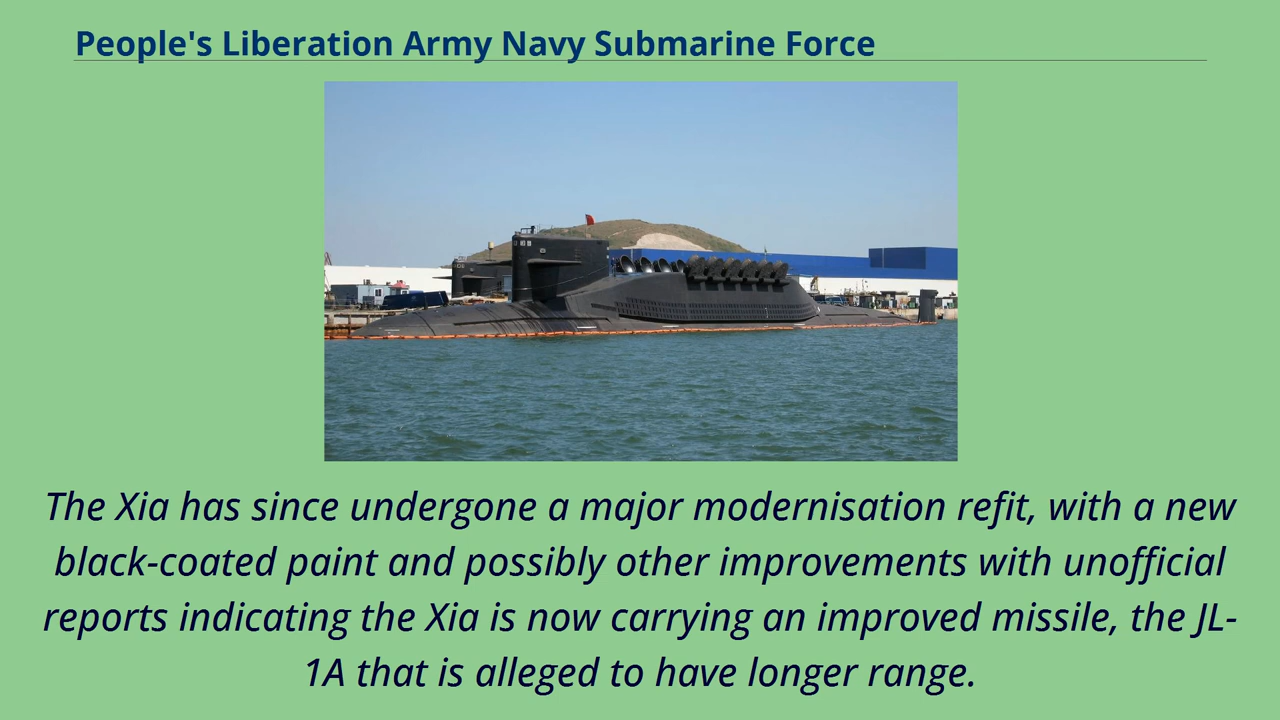 People's Liberation Army Navy Submarine Force
The Xia has since undergone a major modernisation refit, with a new
black-coated paint and possibly other improvements with unofficial
reports indicating the Xia is now carrying an improved missile, the JL-
1A that is alleged to have longer range.